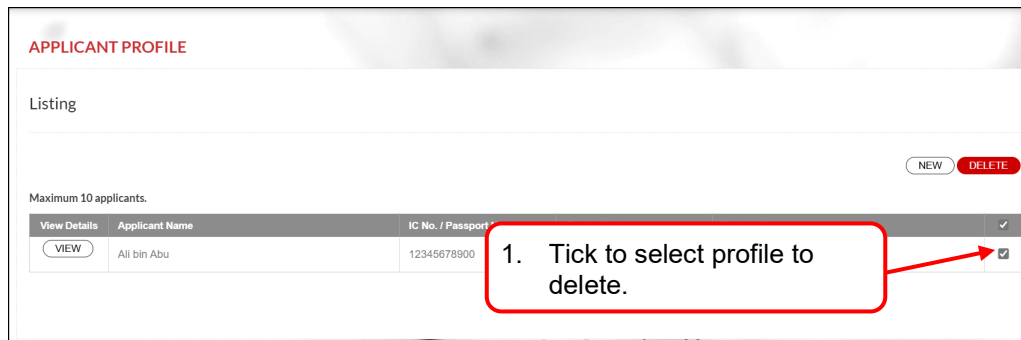 APPLICANT PROFILE
Listing
NEW DELETE
Maximum 10 applicants.
View Details Applicant Name IC No. / Passport
VIEW Ali bin Abu 12345678900
1. Tick to select profile to
delete.